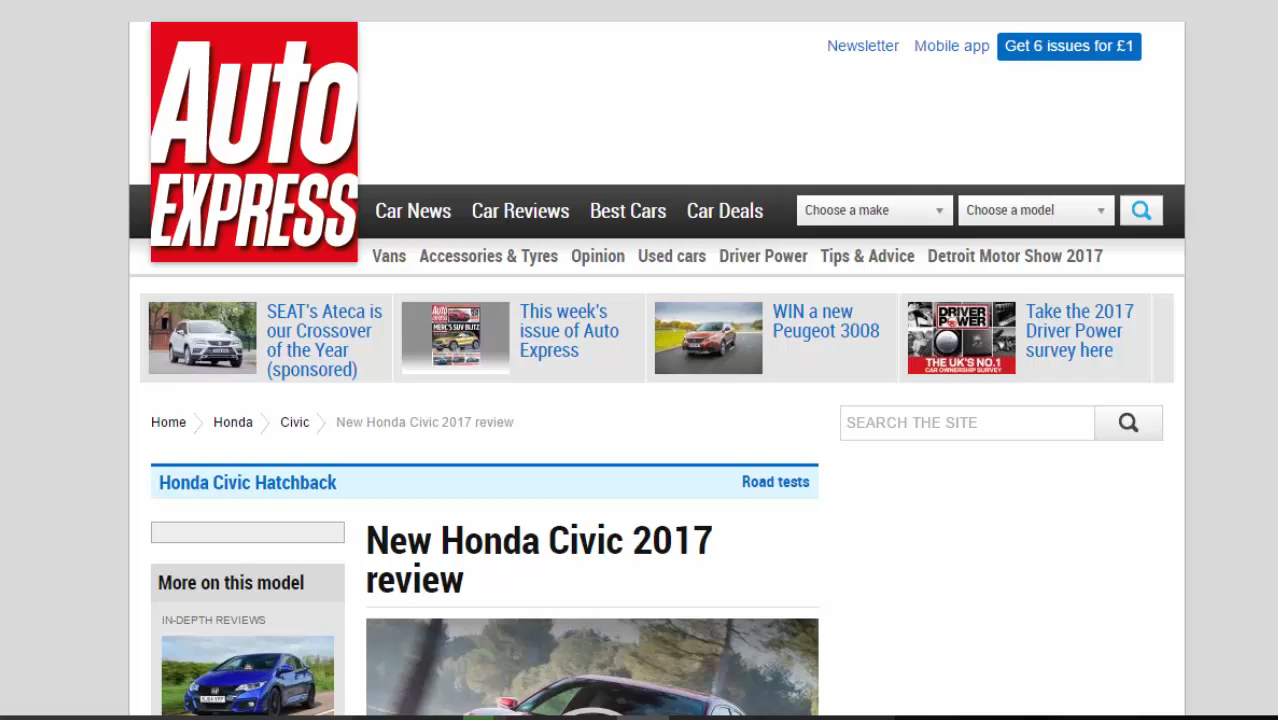 Newsletter Mobile app Get 6 issues for £1
Auto
EXPRESS
Car News Car Reviews Best Cars Car Deals Choose a make Choose a model
Vans Accessories & Tyres Opinion Used cars Driver Power Tips & Advice Detroit Motor Show 2017
SEAT's Ateca is
our Crossover
of the Year
(sponsored)
This week's
issue of Auto
Express
WIN a new
Peugeot 3008
DRIVER
POWER
THE UK'S NO.1
CAR OWNERSHIP SURVEY
Take the 2017
Driver Power
survey here
Home Honda Civic New Honda Civic 2017 review
SEARCH THE SITE
Honda Civic Hatchback Road tests
New Honda Civic 2017
review
More on this model
IN-DEPTH REVIEWS